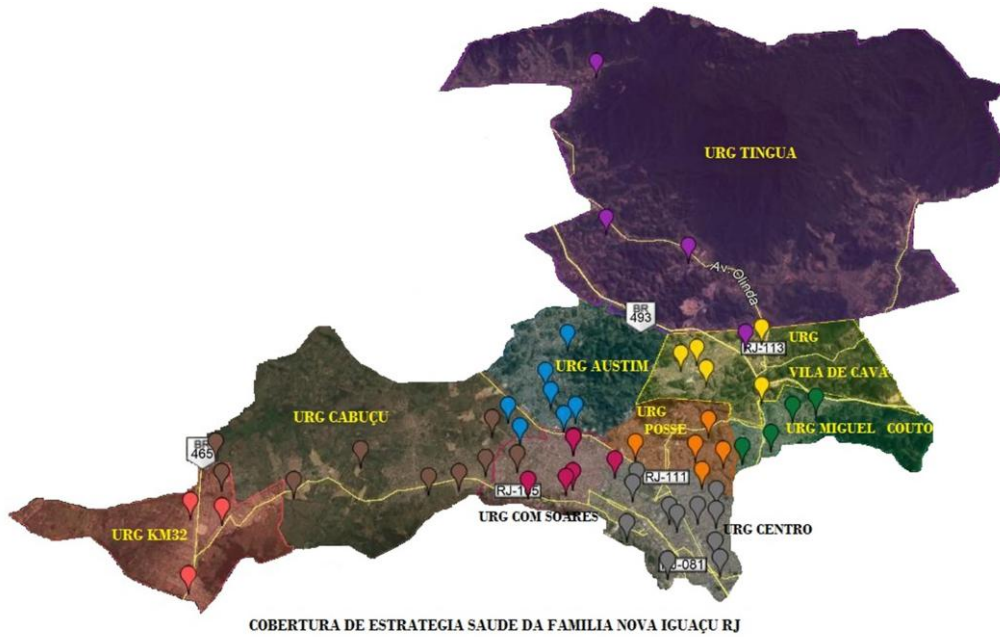 URG TINGUA
Av. Olinda
BR
493
URG
RJ-113
VILA DE CAVA
URG AUSTIM
URG CABUÇU
URG
POSSE
URG MIGUEL COUTO
BR
465
RJ-111
URG COM SOARES
URG KM32
URG CENTRO
COBERTURA DE ESTRATEGIA SAUDE DA FAMILIA NOVA IGUAÇU RJ